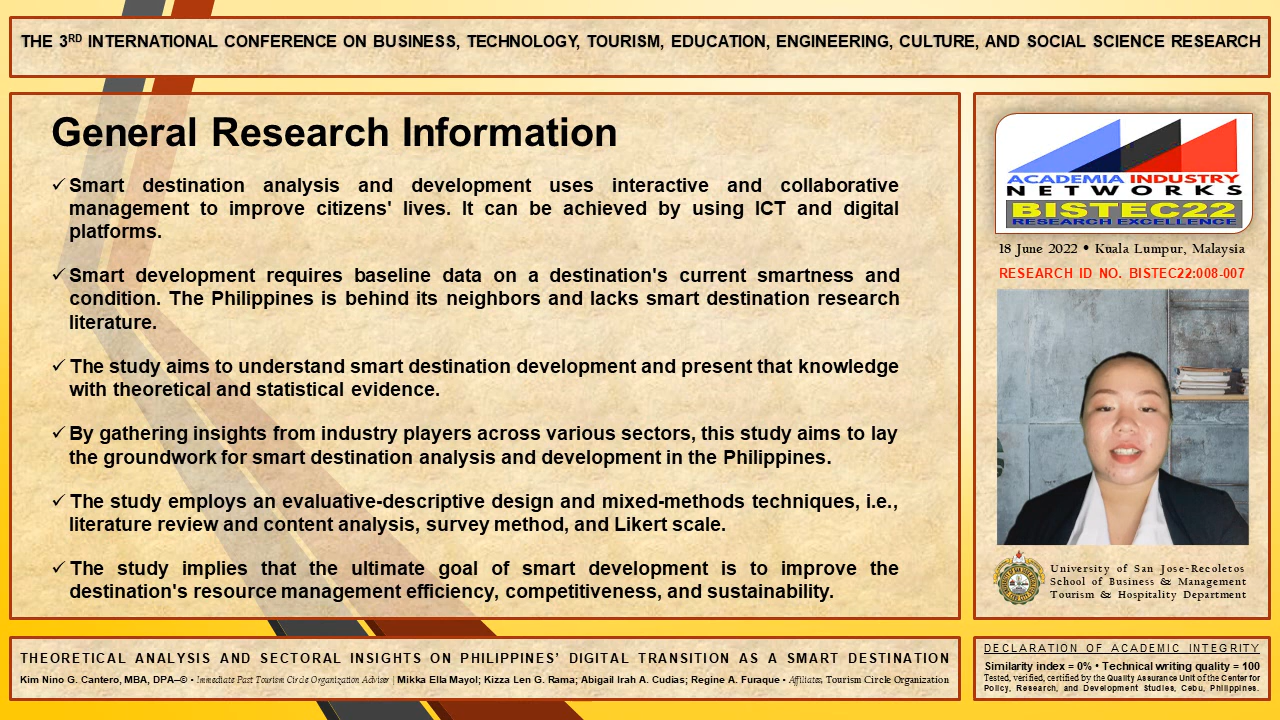 THE 3RD INTERNATIONAL CONFERENCE ON BUSINESS, TECHNOLOGY, TOURISM, EDUCATION, ENGINEERING, CULTURE, AND SOCIAL SCIENCE RESEARCH
General Research Information
✓Smart destination analysis and development uses interactive and collaborative
management to improve citizens' lives. It can be achieved by using ICT and digital
platforms.
✓Smart development requires baseline data on a destination's current smartness and
condition. The Philippines is behind its neighbors and lacks smart destination research
literature.
✓The study aims to understand smart destination development and present that knowledge
with theoretical and statistical evidence.
✓By gathering insights from industry players across various sectors, this study aims to lay
the groundwork for smart destination analysis and development in the Philippines.
✓The study employs an evaluative-descriptive design and mixed-methods techniques, i.e.,
literature review and content analysis, survey method, and Likert scale.
✓The study implies that the ultimate goal of smart development is to improve the
destination's resource management efficiency, competitiveness, and sustainability.
ACADEMIA INDUSTRY
NETWORKS
BISTEC22
RESEARCH EXCELLENCE
18 June 2022 • Kuala Lumpur, Malaysia
RESEARCH ID NO. BISTEC22:008-007
University of San Jose-Recoletos
School of Business & Management
Tourism & Hospitality Department
THEORETICAL ANALYSIS AND SECTORAL INSIGHTS ON PHILIPPINES' DIGITAL TRANSITION AS A SMART DESTINATION
Kim Nino G. Cantero, MBA, DPA–© • Immediate Past Tourism Circle Organization Advisor | Mikka Ella Mayol; Kizza Len G. Rama; Abigail Irah A. Cudias; Regine A. Furaque • Affiliates, Tourism Circle Organization
DECLARATION OF ACADEMIC INTEGRITY
Similarity index = 0% • Technical writing quality = 100
Tested, verified, certified by the Quality Assurance Unit of the Center for
Policy, Research, and Development Studies, Cebu, Philippines.